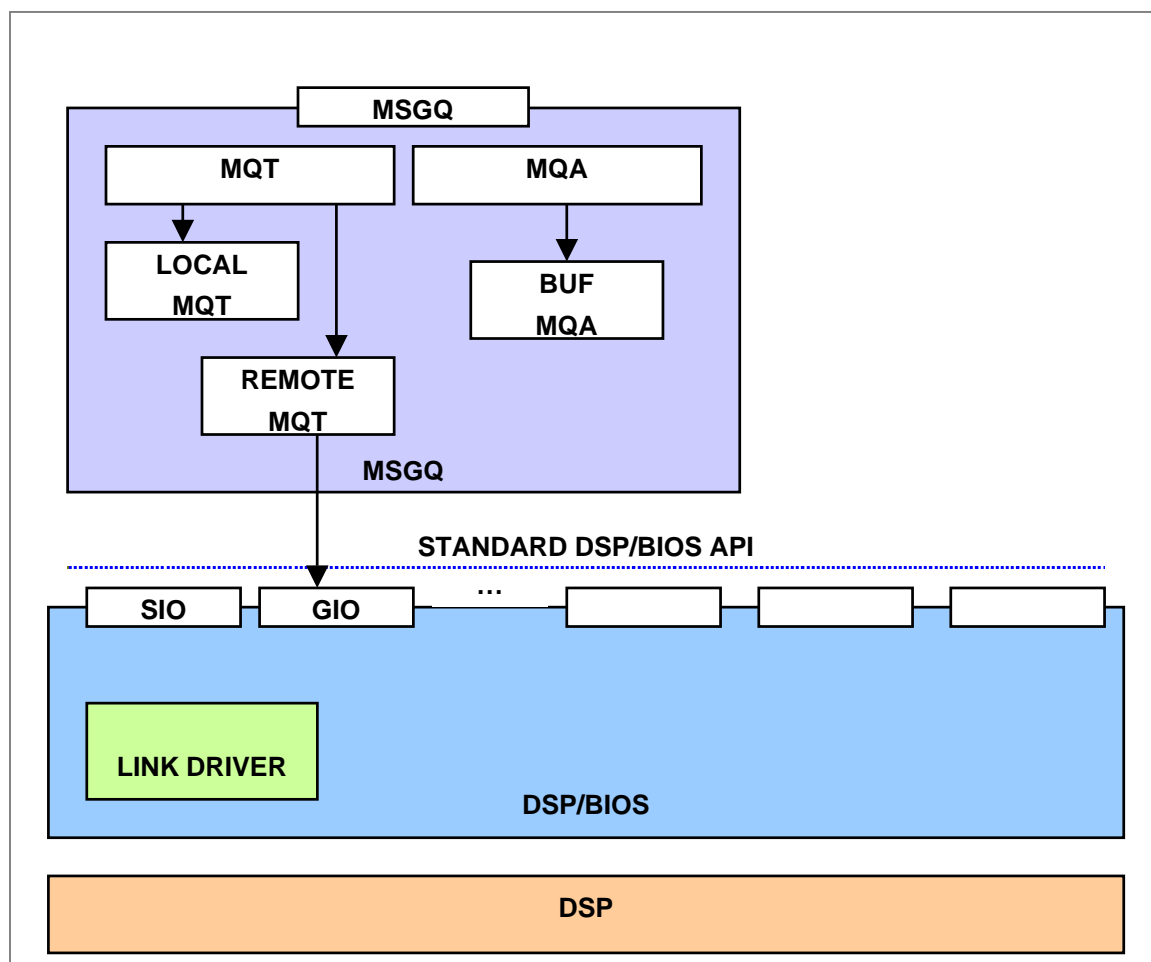 MSGQ
MQT
MQA
LOCAL
MQT
BUF
MQA
REMOTE
MQT
MSGQ
STANDARD DSP/BIOS API
SIO
GIO
...
LINK DRIVER
DSP/BIOS
DSP